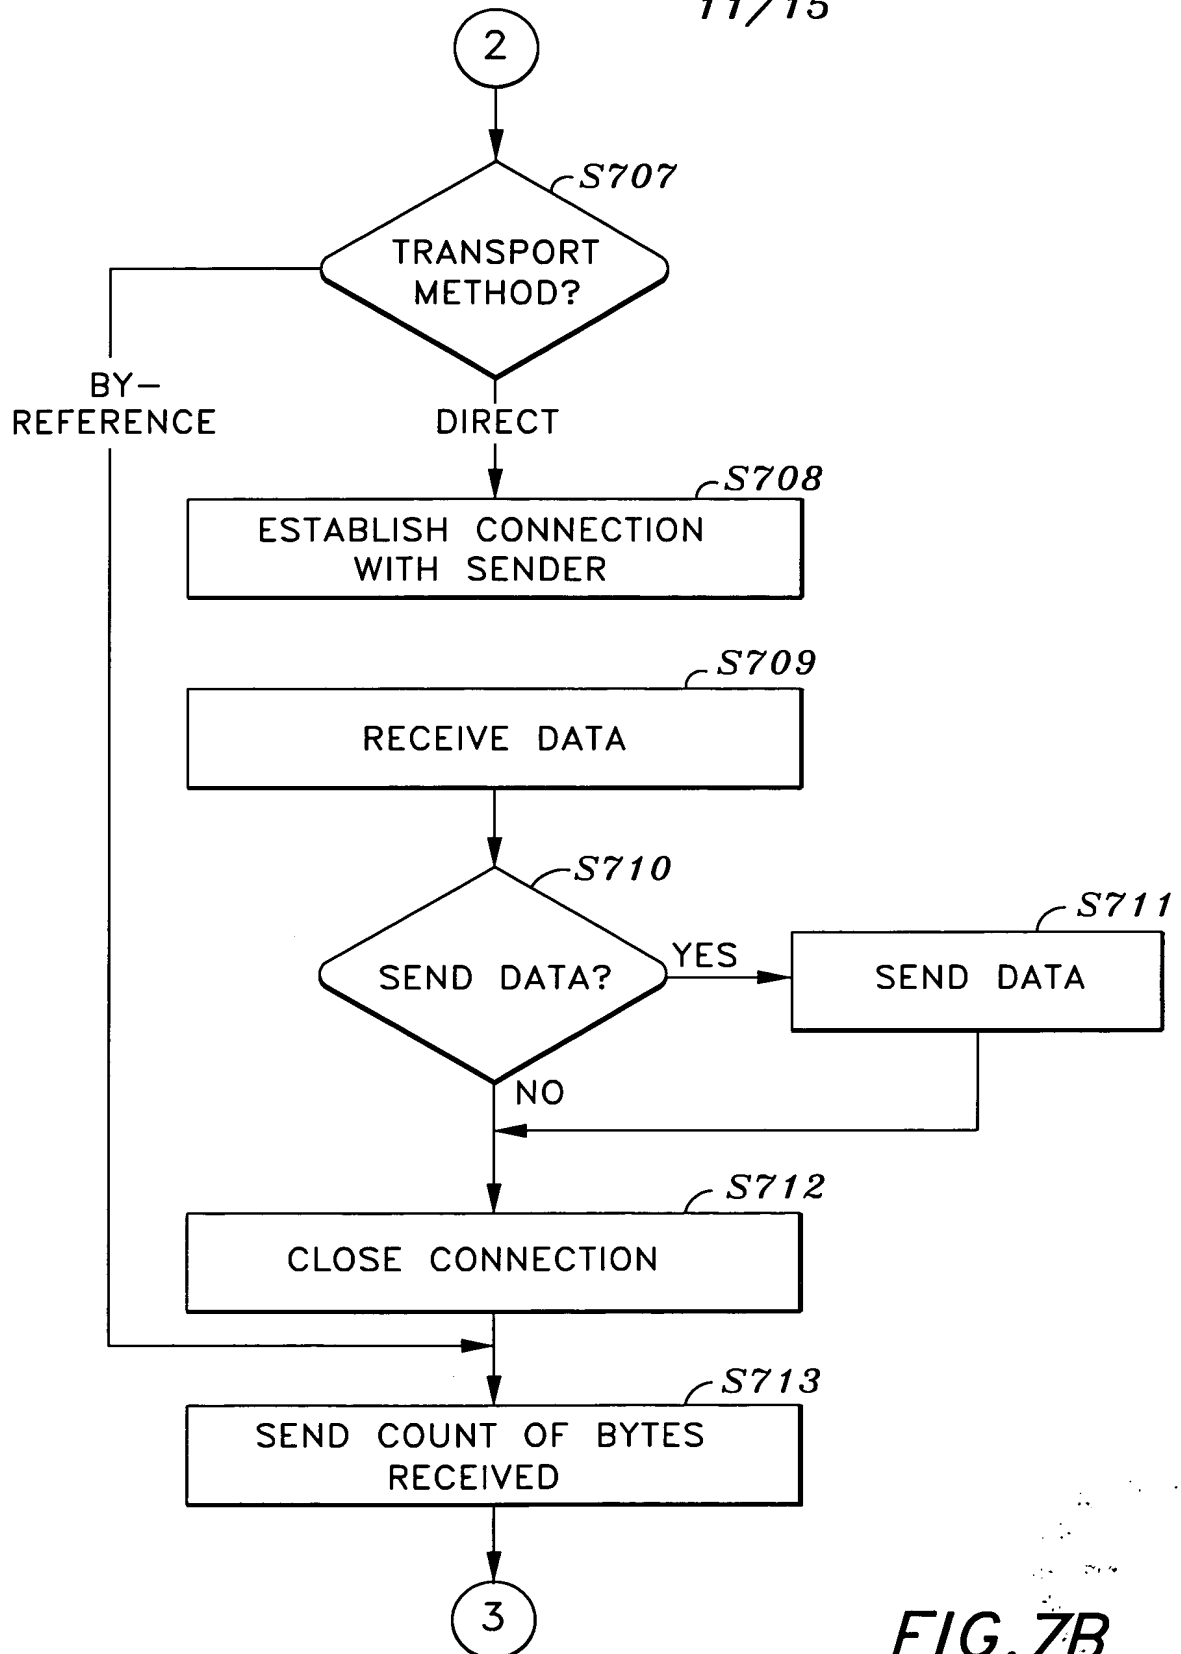 11/15
2
S707
TRANSPORT
METHOD?
BY-
REFERENCE
DIRECT
S708
ESTABLISH CONNECTION
WITH SENDER
S709
RECEIVE DATA
S710
SEND DATA?
YES
S711
SEND DATA
NO
S712
CLOSE CONNECTION
S713
SEND COUNT OF BYTES
RECEIVED
3
FIG. 7B